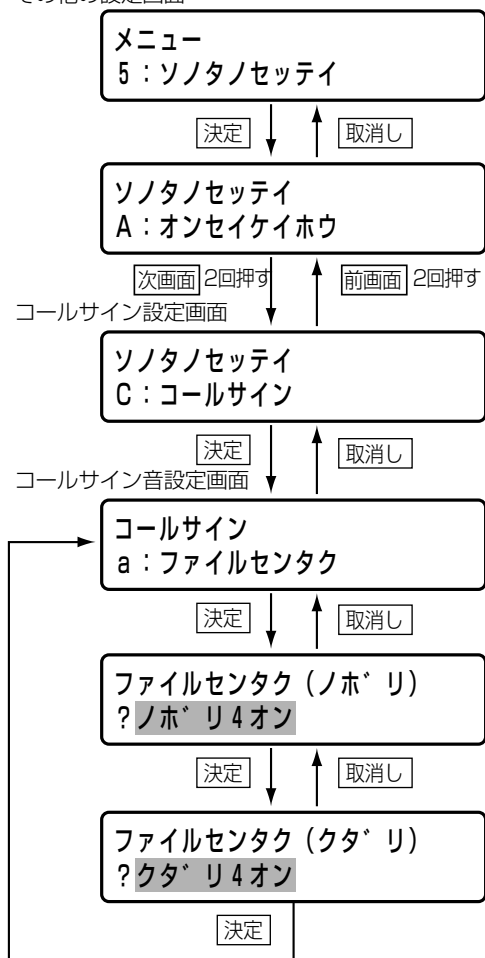 その他の設定画面
メニュー
5：ソノタノセッテイ
決定 取消し
ソノタノセッテイ
A：オンセイケイホウ
次画面 2回押す 前画面 2回押す
コールサイン設定画面
ソノタノセッテイ
C：コールサイン
決定 取消し
コールサイン音設定画面
コールサイン
a：ファイルセンタク
決定 取消し
ファイルセンタク（ノホ゛リ）
?ノホ゛リ4オン
決定 取消し
ファイルセンタク（クタ゛リ）
?クタ゛リ4オン
決定